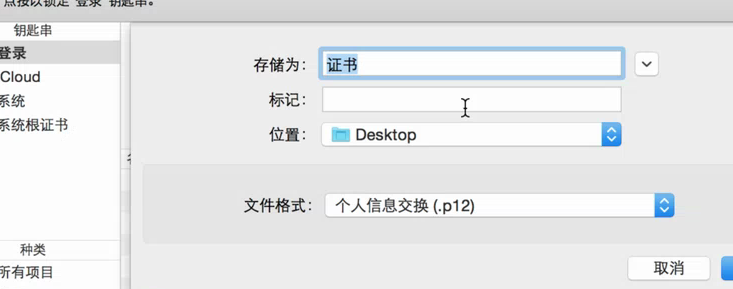 点按以锁定"登录"钥匙串。
钥匙串
登录
Cloud
系统
系统根证书
存储为：
证书
标记：
位置：
Desktop
文件格式：
个人信息交换 (.p12)
种类
所有项目
取消